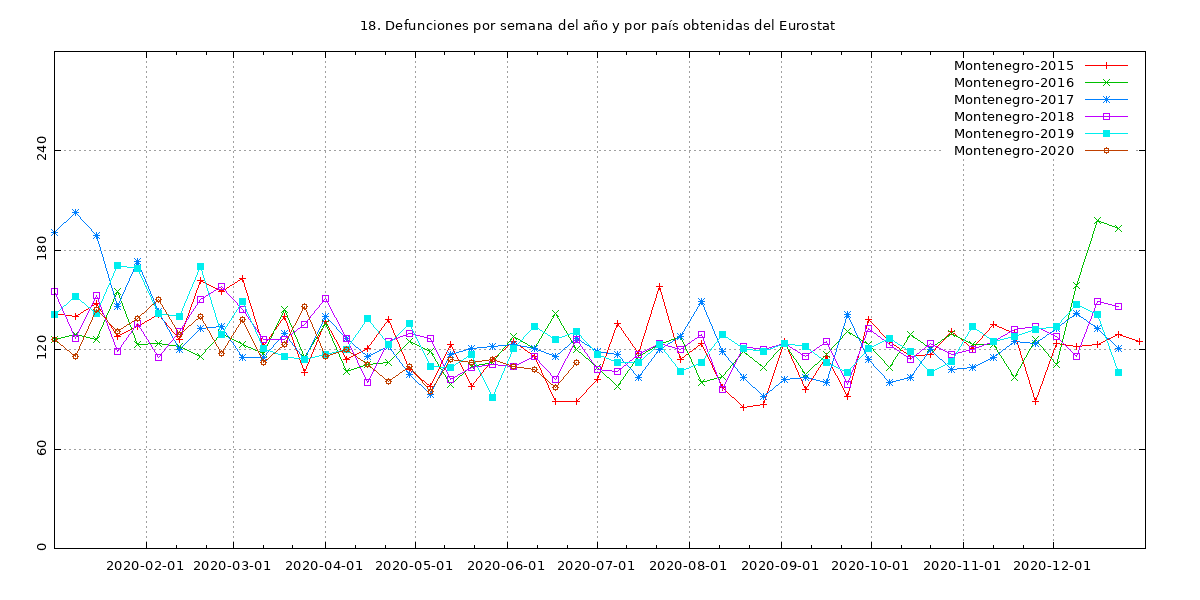 18. Defunciones por semana del año y por país obtenidas del Eurostat
Montenegro-2015
Montenegro-2016
Montenegro-2017
Montenegro-2018
Montenegro-2019
Montenegro-2020
240
180
120
60
0
2020-02-01 2020-03-01 2020-04-01 2020-05-01 2020-06-01 2020-07-01 2020-08-01 2020-09-01 2020-10-01 2020-11-01 2020-12-01